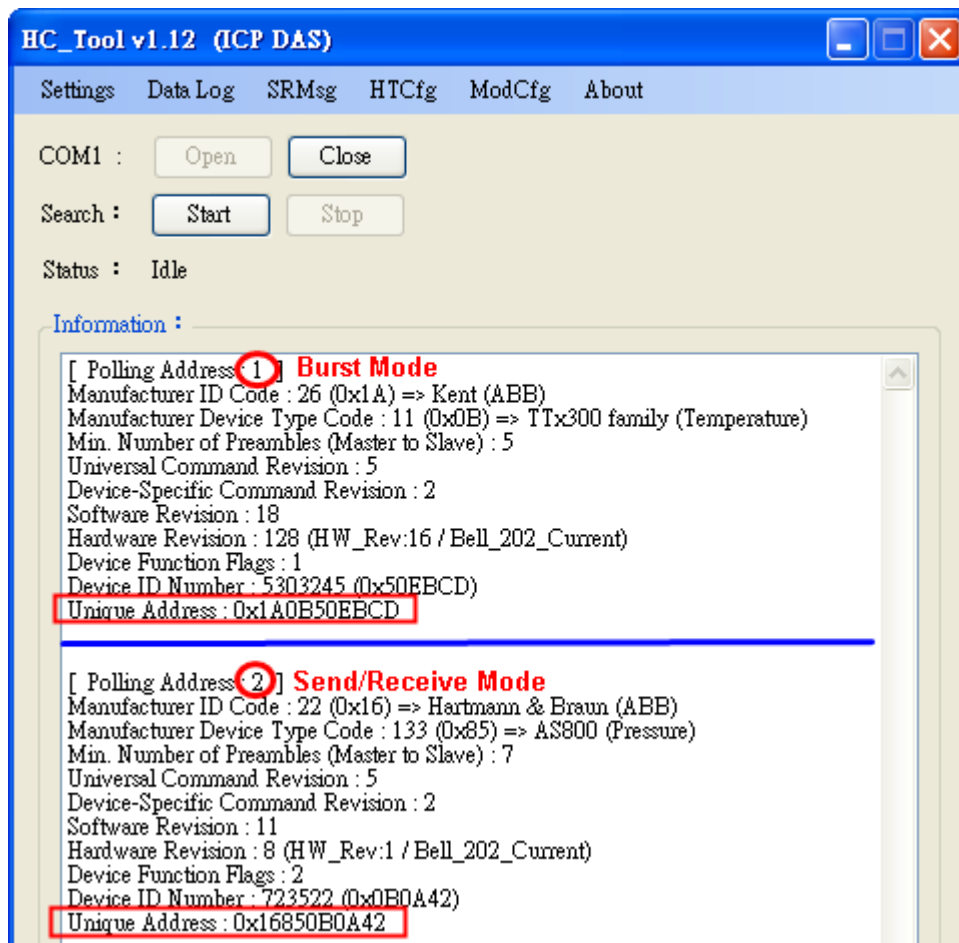 HC_Tool v1.12 (ICP DAS)
Settings Data Log SRMsg HTCfg ModCfg About
COM1 : Open Close
Search : Start Stop
Status : Idle
Information :
[ Polling Address : 1 ] Burst Mode
Manufacturer ID Code : 26 (0x1A) => Kent (ABB)
Manufacturer Device Type Code : 11 (0x0B) => TTx300 family (Temperature)
Min. Number of Preambles (Master to Slave) : 5
Universal Command Revision : 5
Device-Specific Command Revision : 2
Software Revision : 18
Hardware Revision : 128 (HW_Rev:16 / Bell_202_Current)
Device Function Flags : 1
Device ID Number : 5303245 (0x50EBCD)
Unique Address : 0x1A0B50EBCD
[ Polling Address : 2 ] Send/Receive Mode
Manufacturer ID Code : 22 (0x16) => Hartmann & Braun (ABB)
Manufacturer Device Type Code : 133 (0x85) => AS800 (Pressure)
Min. Number of Preambles (Master to Slave) : 7
Universal Command Revision : 5
Device-Specific Command Revision : 2
Software Revision : 11
Hardware Revision : 8 (HW_Rev:1 / Bell_202_Current)
Device Function Flags : 2
Device ID Number : 723522 (0x0B0A42)
Unique Address : 0x16850B0A42